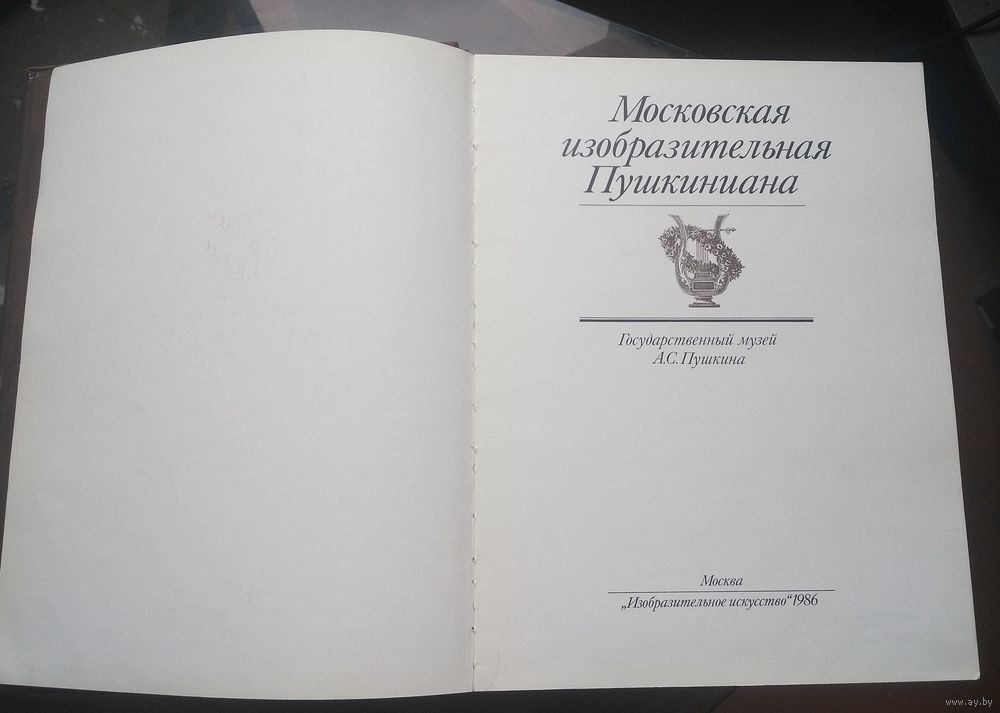 Московская
изобразительная
Пушкиниана
Государственный музей
А.С. Пушкина
Москва
„Изобразительное искусство“ 1986
www.ay.by